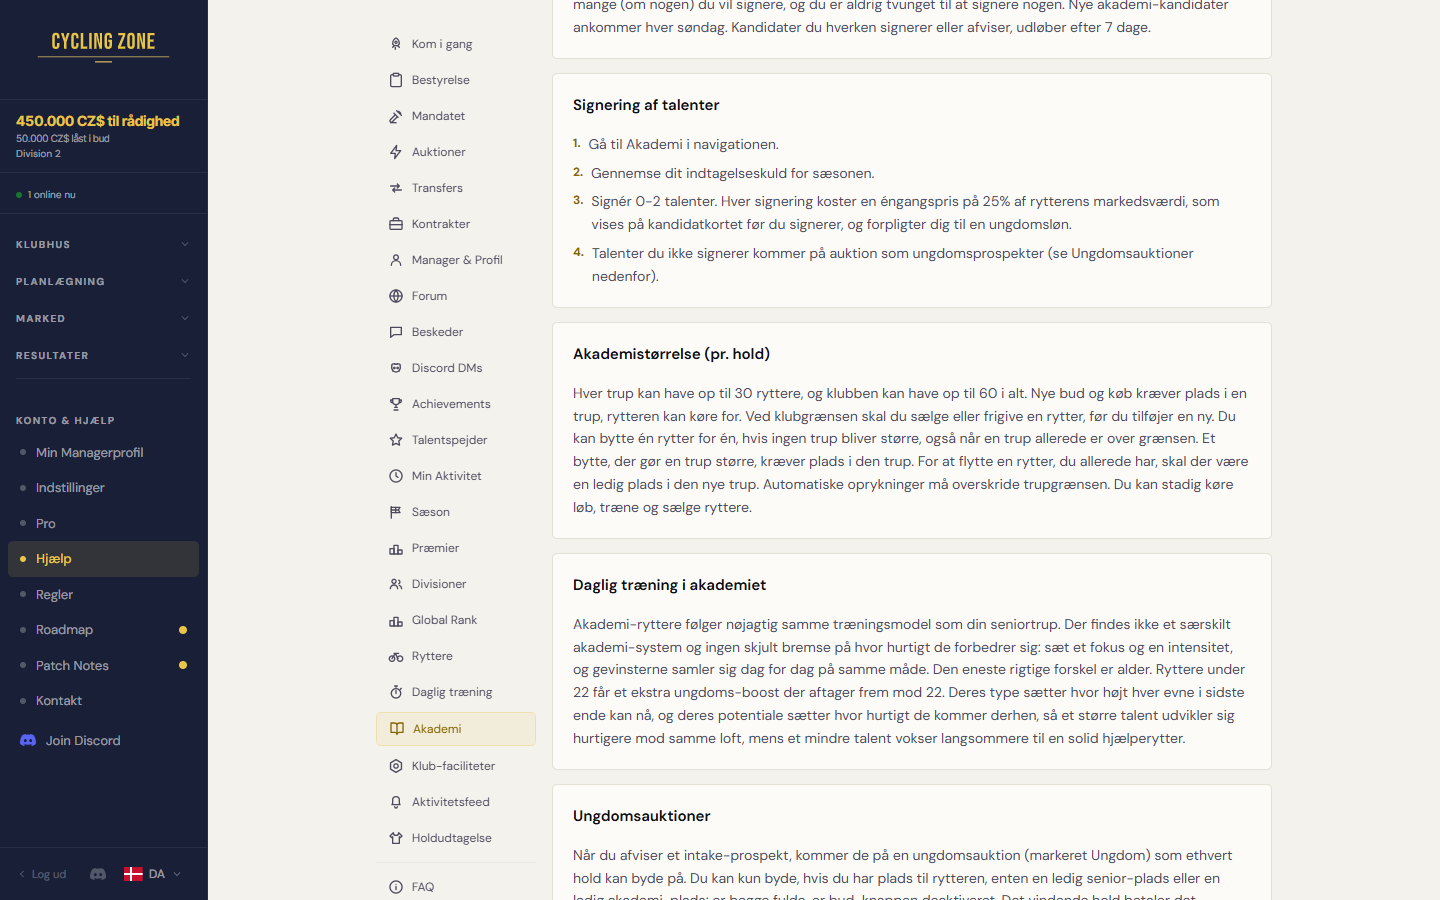 CYCLING ZONE
450.000 CZ$ til rådighed
50.000 CZ$ låst i bud
Division 2
1 online nu
KLUBHUS
PLANLÆGNING
MARKED
RESULTATER
KONTO & HJÆLP
Min Managerprofil
Indstillinger
Pro
Hjælp
Regler
Roadmap
Patch Notes
Kontakt
Join Discord
Log ud
DA
Kom i gang
Bestyrelse
Mandatet
Auktioner
Transfers
Kontrakter
Manager & Profil
Forum
Beskeder
Discord DMs
Achievements
Talentspejder
Min Aktivitet
Sæson
Præmier
Divisioner
Global Rank
Ryttere
Daglig træning
Akademi
Klub-faciliteter
Aktivitetsfeed
Holdudtagelse
FAQ
mange (om nogen) du vil signere, og du er aldrig tvunget til at signere nogen. Nye akademi-kandidater
ankommer hver søndag. Kandidater du hverken signerer eller afviser, udløber efter 7 dage.
Signering af talenter
1. Gå til Akademi i navigationen.
2. Gennemse dit indtagelseskuld for sæsonen.
3. Signér 0-2 talenter. Hver signering koster en éngangspris på 25% af rytterens markedsværdi, som
vises på kandidatkortet før du signerer, og forpligter dig til en ungdomsløn.
4. Talenter du ikke signerer kommer på auktion som ungdomsprospekter (se Ungdomsauktioner
nedenfor).
Akademistørrelse (pr. hold)
Hver trup kan have op til 30 ryttere, og klubben kan have op til 60 i alt. Nye bud og køb kræver plads i en
trup, rytteren kan køre for. Ved klubgrænsen skal du sælge eller frigive en rytter, før du tilføjer en ny. Du
kan bytte én rytter for én, hvis ingen trup bliver større, også når en trup allerede er over grænsen. Et
bytte, der gør en trup større, kræver plads i den trup. For at flytte en rytter, du allerede har, skal der være
en ledig plads i den nye trup. Automatiske oprykninger må overskride trupgrænsen. Du kan stadig køre
løb, træne og sælge ryttere.
Daglig træning i akademiet
Akademi-ryttere følger nøjagtig samme træningsmodel som din seniortrup. Der findes ikke et særskilt
akademi-system og ingen skjult bremse på hvor hurtigt de forbedrer sig: sæt et fokus og en intensitet,
og gevinsterne samler sig dag for dag på samme måde. Den eneste rigtige forskel er alder. Ryttere under
22 får et ekstra ungdoms-boost der aftager frem mod 22. Deres type sætter hvor højt hver evne i sidste
ende kan nå, og deres potentiale sætter hvor hurtigt de kommer derhen, så et større talent udvikler sig
hurtigere mod samme loft, mens et mindre talent vokser langsommere til en solid hjælperytter.
Ungdomsauktioner
Når du afviser et intake-prospekt, kommer de på en ungdomsauktion (markeret Ungdom) som ethvert
hold kan byde på. Du kan kun byde, hvis du har plads til rytteren, enten en ledig senior-plads eller en
ledig akademi-plads; er begge fulde, er bud-knappen deaktiveret. Det vindende hold betaler det